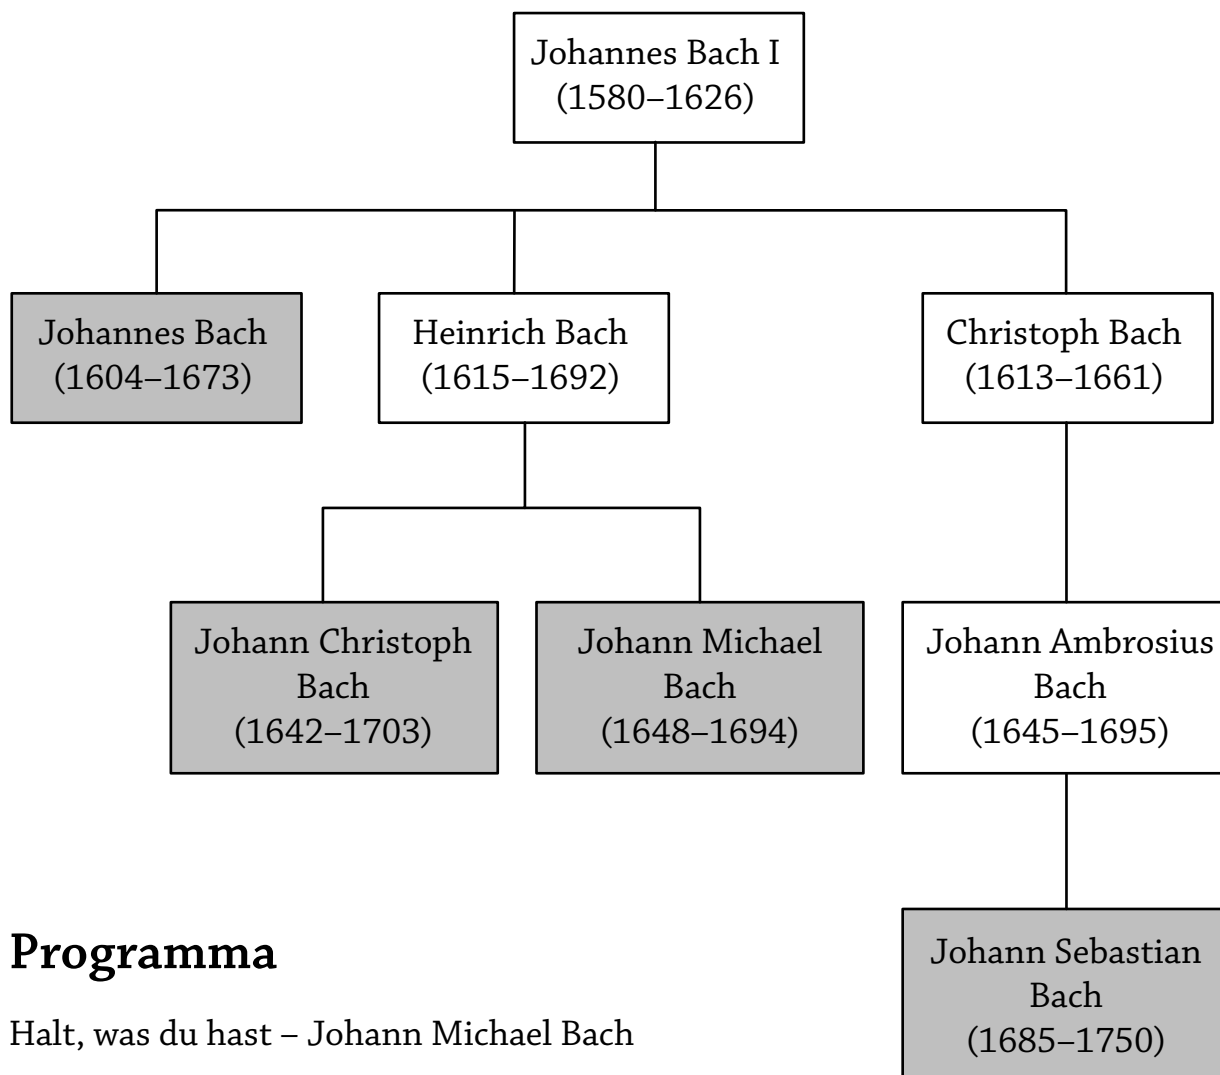 Johannes Bach I
(1580–1626)
Johannes Bach
(1604–1673)
Heinrich Bach
(1615–1692)
Christoph Bach
(1613–1661)
Johann Christoph
Bach
(1642–1703)
Johann Michael
Bach
(1648–1694)
Johann Ambrosius
Bach
(1645–1695)
Johann Sebastian
Bach
(1685–1750)
Programma
Halt, was du hast – Johann Michael Bach